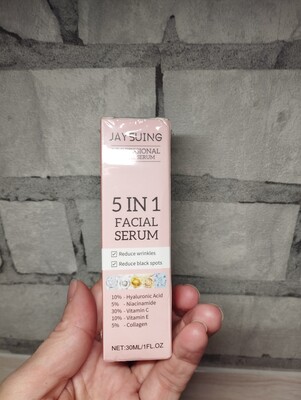 JAYSUING
SERUM
5 IN 1
FACIAL
SERUM
Reduce wrinkles
Reduce black spots
10% - Hyaluronic Acid
5% - Niacinamide
30% - Vitamin C
10% - Vitamin E
5% - Collagen
NET:30ML/1FL.OZ